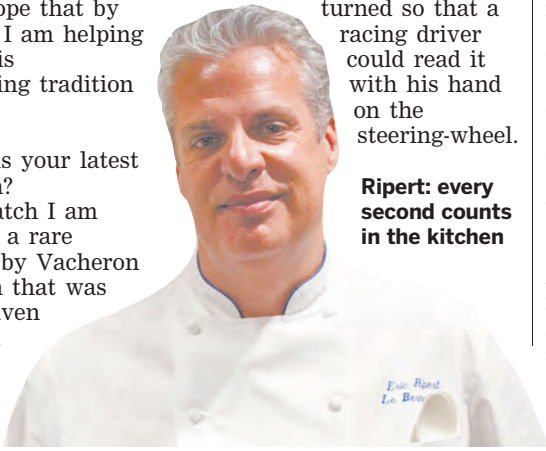 ope that by
I am helping
is
ing tradition
s your latest
?
atch I am
a rare
by Vacheron
that was
ven
turned so that a
racing driver
could read it
with his hand
on the
steering-wheel.
Ripert: every
second counts
in the kitchen
Eric Ripert
Le